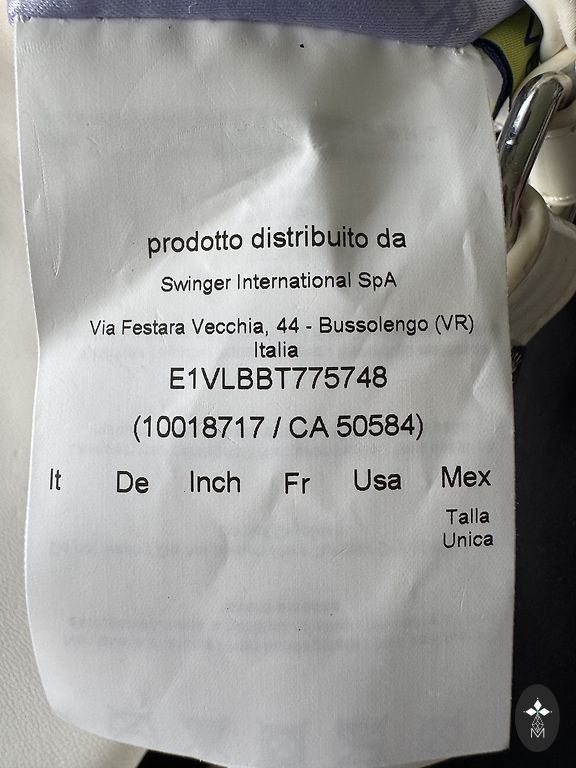 prodotto distribuito da
Swinger International SpA
Via Festara Vecchia, 44 - Bussolengo (VR)
Italia
E1VLBBT775748
(10018717 / CA 50584)
It De Inch Fr Usa Mex
Talla
Unica
M